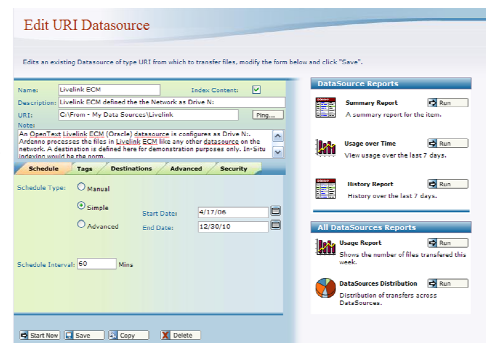 Edit URI Datasource
Edits an existing Datasource of type URI from which to transfer files, modify the form below and click "Save".
Name: Livelink ECM Index Content:
Description: Livelink ECM defined the the Network as Drive N:
URI: G:\From - My Data Sources\Livelink Ping...
Note:
An OpenText Livelink ECM (Oracle) datasource is configures as Drive N:.
Ardenno processes the files in Livelink ECM like any other datasource on the
network. A destination is defined here for demonstration purposes only. In-Situ
indexing would be the norm.
Schedule Tags Destinations Advanced Security
Schedule Type: Manual
Simple
Advanced
Start Date: 4/17/06
End Date: 12/30/10
Schedule Interval: 60 Mins
Start Now Save Copy Delete
DataSource Reports
Summary Report Run
A summary report for the item.
Usage over Time Run
View usage over the last 7 days.
History Report Run
History over the last 7 days.
All DataSources Reports
Usage Report Run
Shows the number of files transfered this
week.
DataSources Distribution Run
Distribution of transfers across
DataSources.